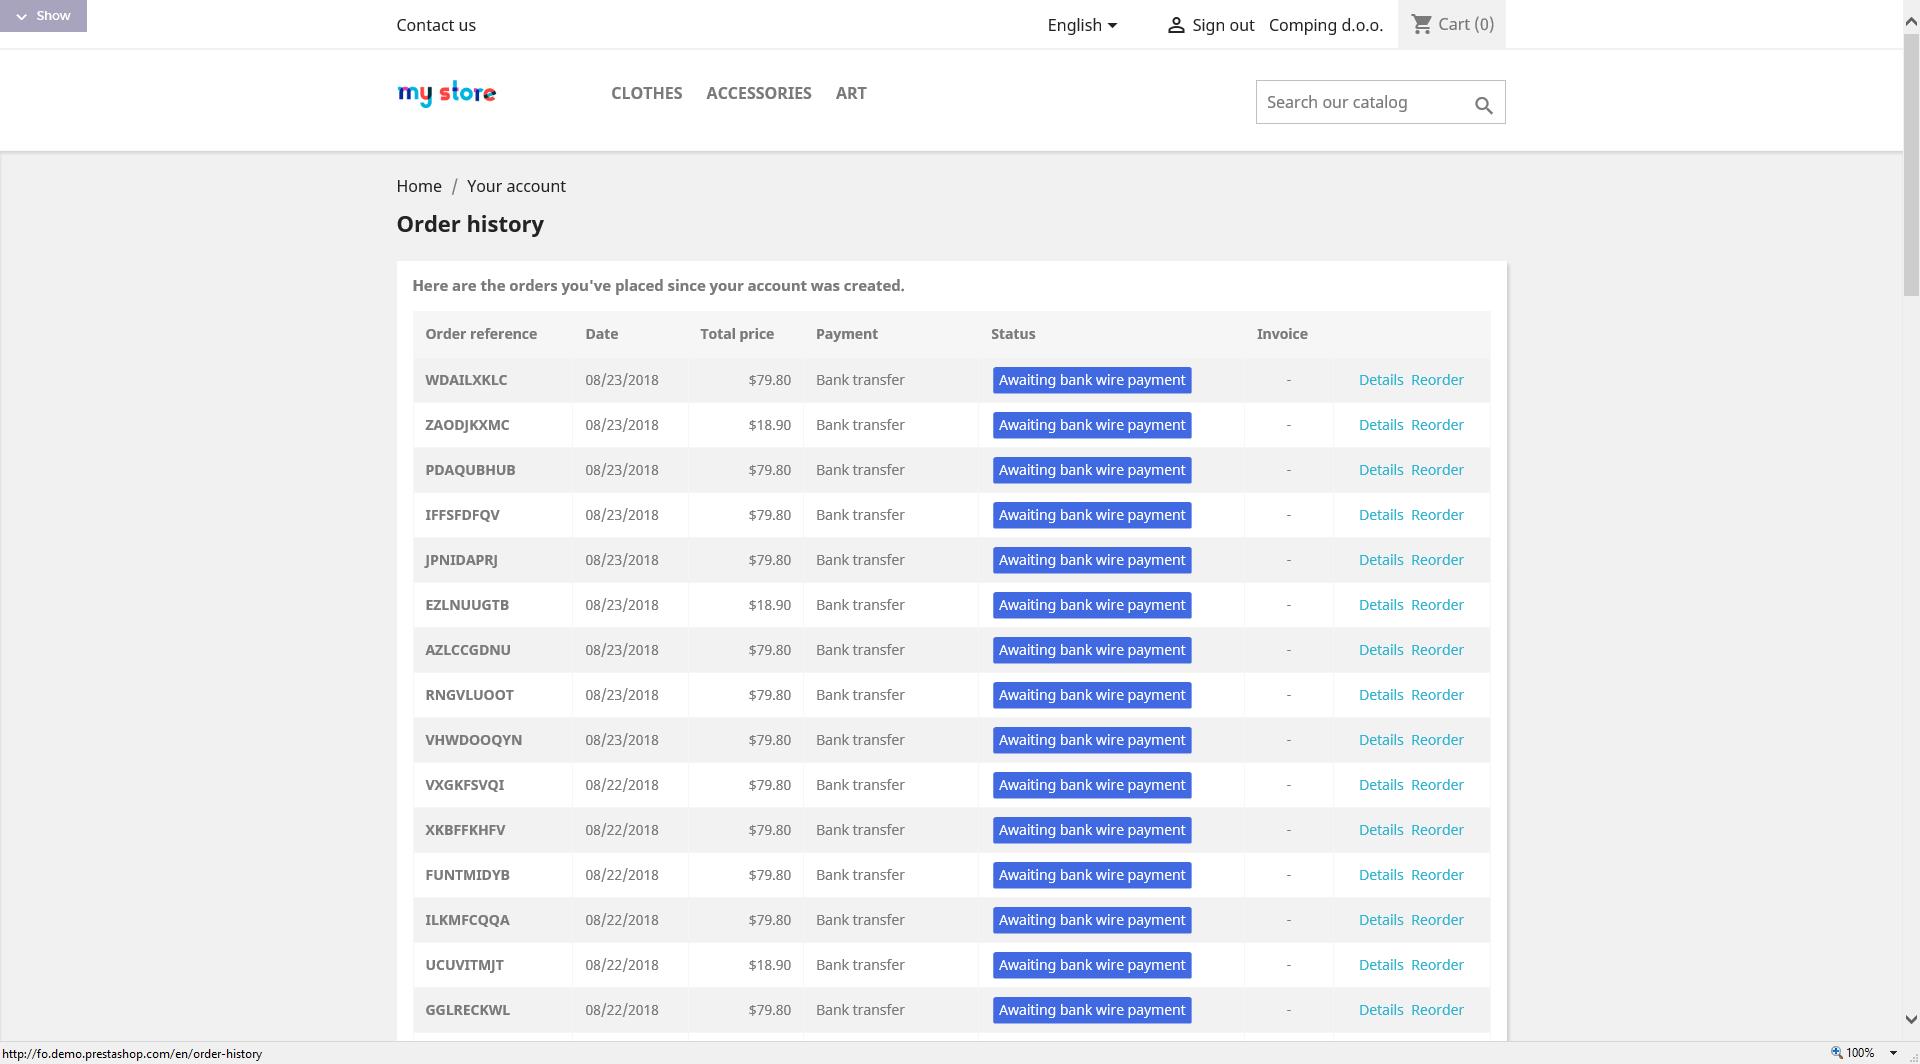 Show
Contact us English Sign out Comping d.o.o. Cart (0)
my store CLOTHES ACCESSORIES ART Search our catalog
Home / Your account
Order history
Here are the orders you've placed since your account was created.
Order reference Date Total price Payment Status Invoice
WDAILXKLC 08/23/2018 $79.80 Bank transfer Awaiting bank wire payment - Details Reorder
ZAODJKXMC 08/23/2018 $18.90 Bank transfer Awaiting bank wire payment - Details Reorder
PDAQUBHUB 08/23/2018 $79.80 Bank transfer Awaiting bank wire payment - Details Reorder
IFFSFDFQV 08/23/2018 $79.80 Bank transfer Awaiting bank wire payment - Details Reorder
JPNIDAPRJ 08/23/2018 $79.80 Bank transfer Awaiting bank wire payment - Details Reorder
EZLNUUGTB 08/23/2018 $18.90 Bank transfer Awaiting bank wire payment - Details Reorder
AZLCCGDNU 08/23/2018 $79.80 Bank transfer Awaiting bank wire payment - Details Reorder
RNGVLUOOT 08/23/2018 $79.80 Bank transfer Awaiting bank wire payment - Details Reorder
VHWDOOQYN 08/23/2018 $79.80 Bank transfer Awaiting bank wire payment - Details Reorder
VXGKFSVQI 08/22/2018 $79.80 Bank transfer Awaiting bank wire payment - Details Reorder
XKBFFKHFV 08/22/2018 $79.80 Bank transfer Awaiting bank wire payment - Details Reorder
FUNTMIDYB 08/22/2018 $79.80 Bank transfer Awaiting bank wire payment - Details Reorder
ILKMFCQQA 08/22/2018 $79.80 Bank transfer Awaiting bank wire payment - Details Reorder
UCUVITMJT 08/22/2018 $18.90 Bank transfer Awaiting bank wire payment - Details Reorder
GGLRECKWL 08/22/2018 $79.80 Bank transfer Awaiting bank wire payment - Details Reorder
http://fo.demo.prestashop.com/en/order-history 100%